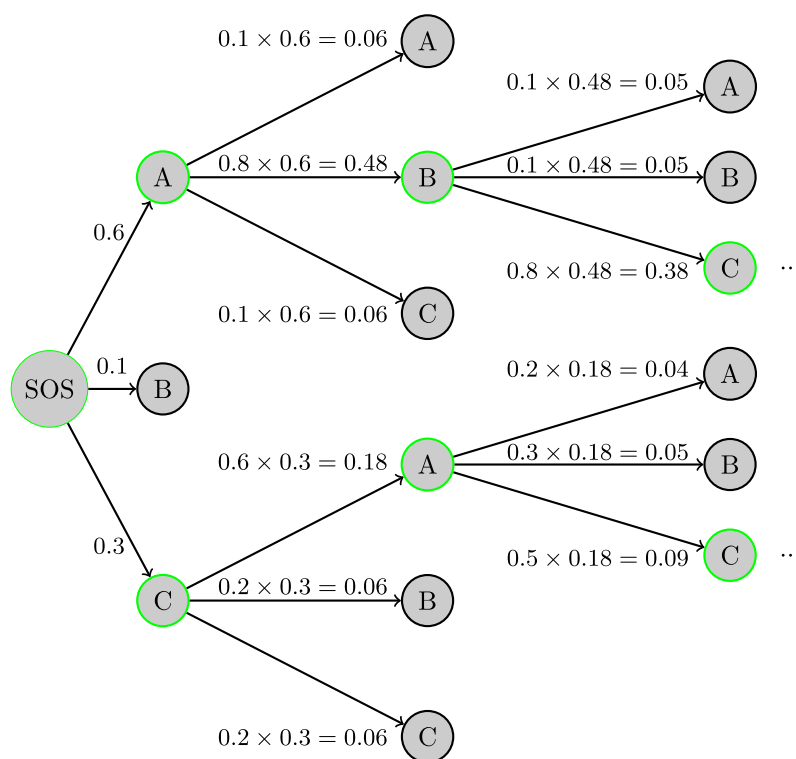 0.1 × 0.6 = 0.06
A
0.1 × 0.48 = 0.05
A
A
0.8 × 0.6 = 0.48
B
0.1 × 0.48 = 0.05
B
0.6
0.8 × 0.48 = 0.38
C
..
0.1 × 0.6 = 0.06
C
SOS
0.1
B
0.2 × 0.18 = 0.04
A
0.6 × 0.3 = 0.18
A
0.3 × 0.18 = 0.05
B
0.3
0.5 × 0.18 = 0.09
C
..
C
0.2 × 0.3 = 0.06
B
0.2 × 0.3 = 0.06
C